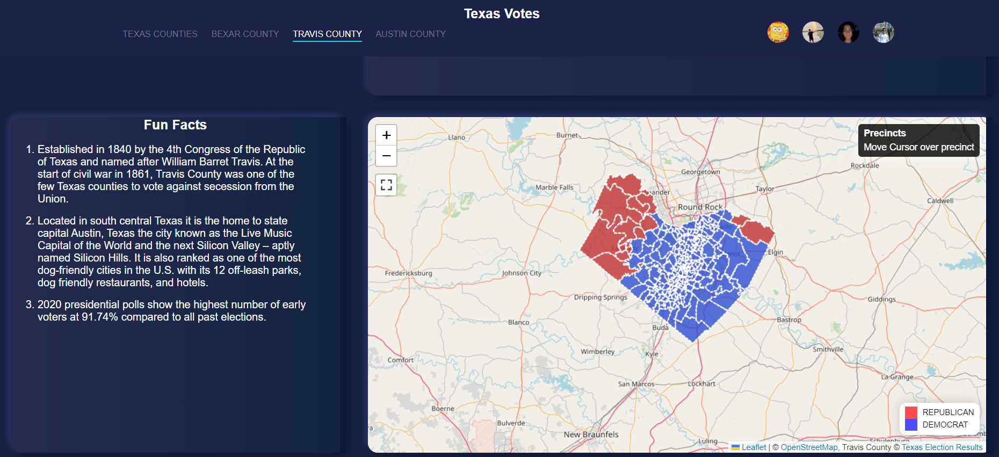 Texas Votes
TEXAS COUNTIES
BEXAR COUNTY
TRAVIS COUNTY
AUSTIN COUNTY
Fun Facts
1. Established in 1840 by the 4th Congress of the Republic
of Texas and named after William Barret Travis. At the
start of civil war in 1861, Travis County was one of the
few Texas counties to vote against secession from the
Union.
2. Located in south central Texas it is the home to state
capital Austin, Texas the city known as the Live Music
Capital of the World and the next Silicon Valley – aptly
named Silicon Hills. It is also ranked as one of the most
dog-friendly cities in the U.S. with its 12 off-leash parks,
dog friendly restaurants, and hotels.
3. 2020 presidential polls show the highest number of early
voters at 91.74% compared to all past elections.
+
−
Precincts
Move Cursor over precinct
Llano
Burnet
Rockdale
Georgetown
Marble Falls
eander
Taylor
Caldwell
Round Rock
ville
Elgin
Fredericksburg
Johnson City
Dripping Springs
Giddings
Blanco
Buda
Bastrop
Wimberley
Kyle
Smithville
Comfort
La Grange
San Marcos
Lockhart
Boerne
Bulverde
New Braunfels
Luling
Schulenburg
REPUBLICAN
DEMOCRAT
Leaflet | © OpenStreetMap, Travis County © Texas Election Results